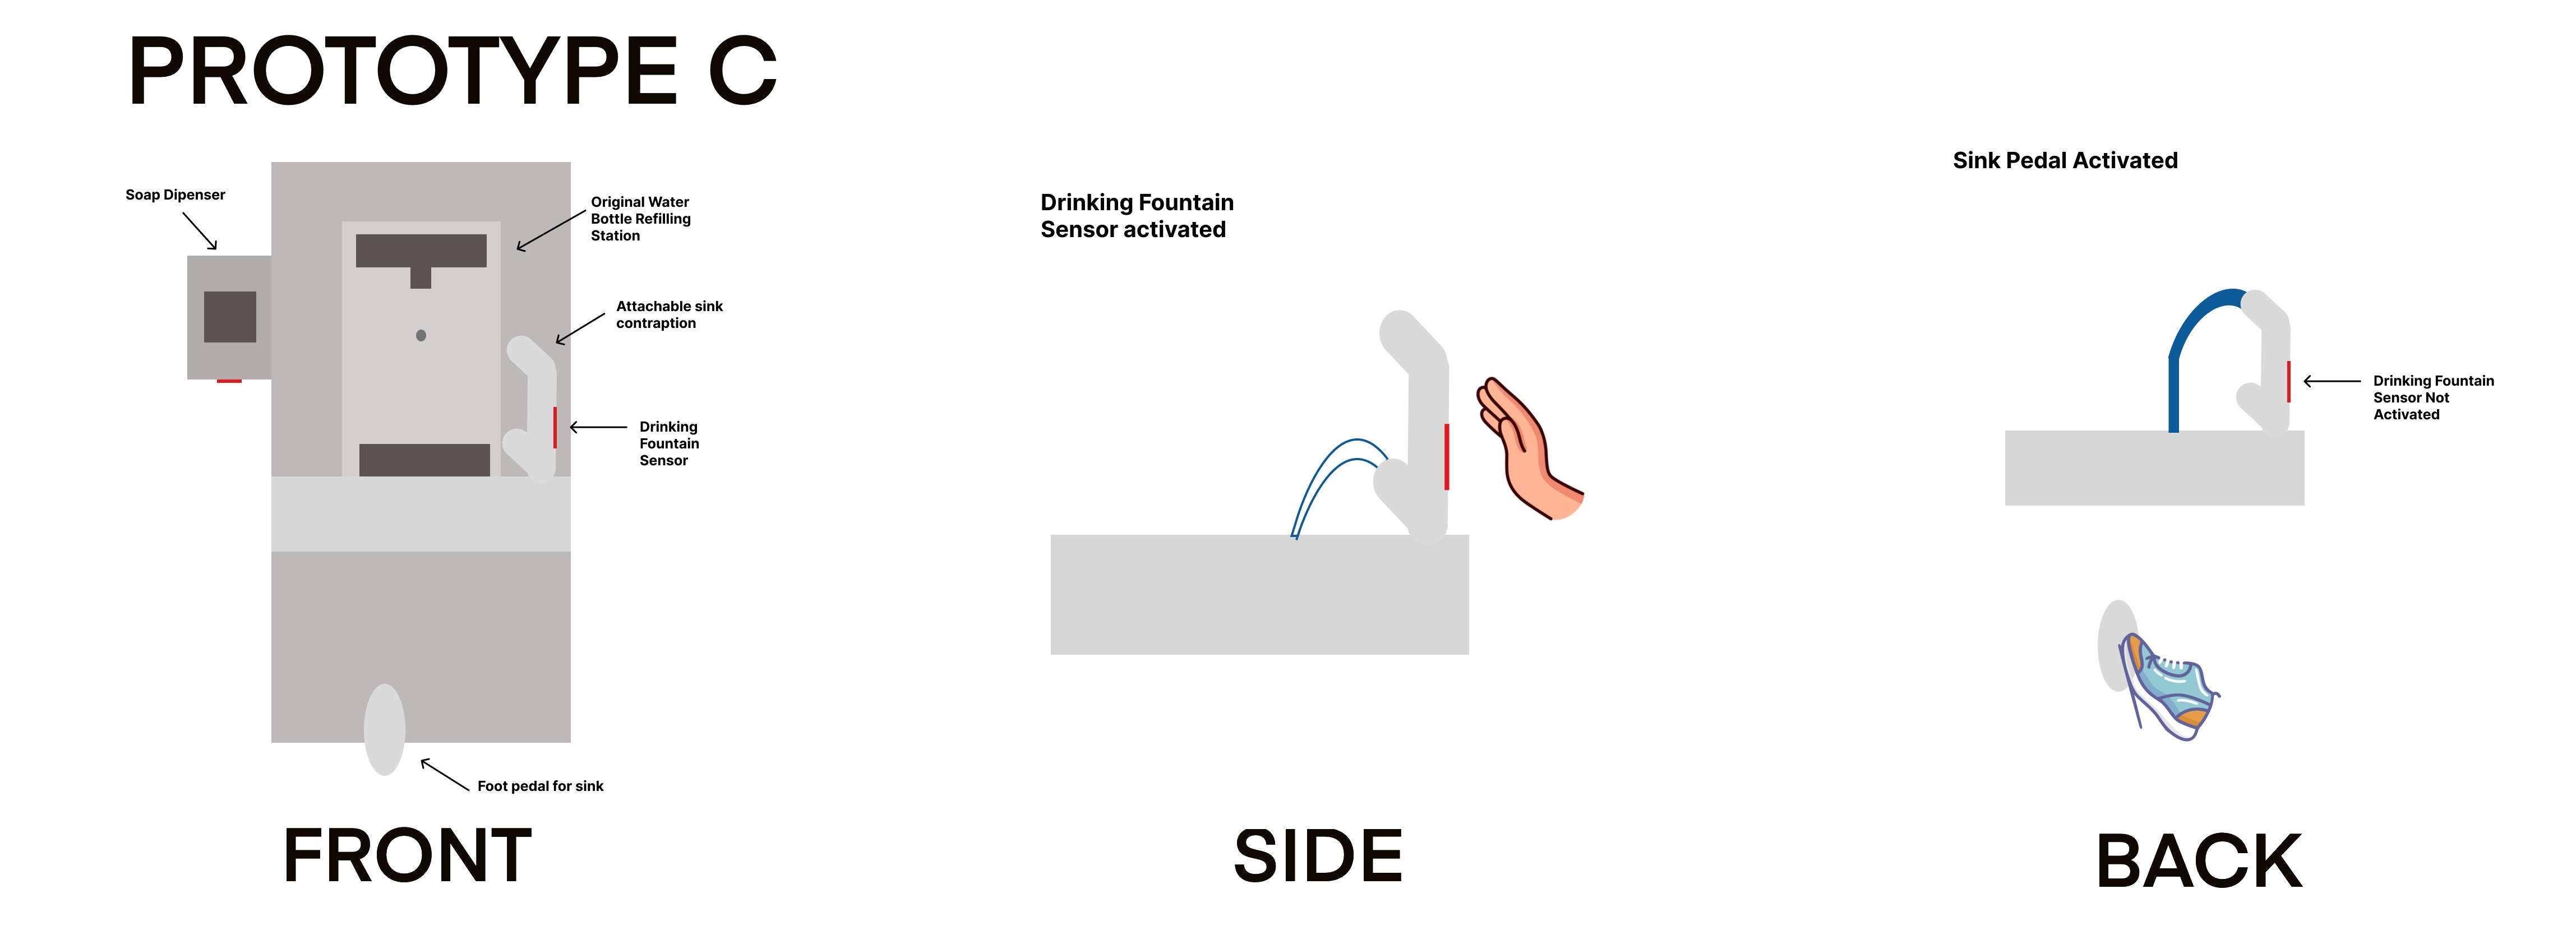 PROTOTYPE C
Soap Dipenser
Original Water
Bottle Refilling
Station
Attachable sink
contraption
Drinking
Fountain
Sensor
Foot pedal for sink
FRONT
Drinking Fountain
Sensor activated
SIDE
Sink Pedal Activated
Drinking Fountain
Sensor Not
Activated
BACK